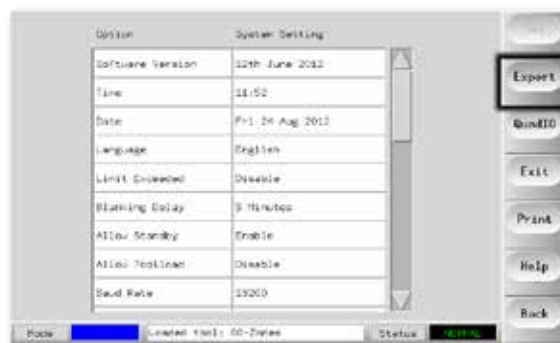 Option System Setting
Software Version 12th June 2012
Time 11:52
Date Fri 24 Aug 2012
Language English
Limit Exceeded Disable
Blanking Delay 5 Minutes
Allow Standby Enable
Allow Toolload Disable
Baud Rate 19200
Export
QuadIO
Exit
Print
Help
Back
Mode Loaded tool: 60-Zones Status NORMAL